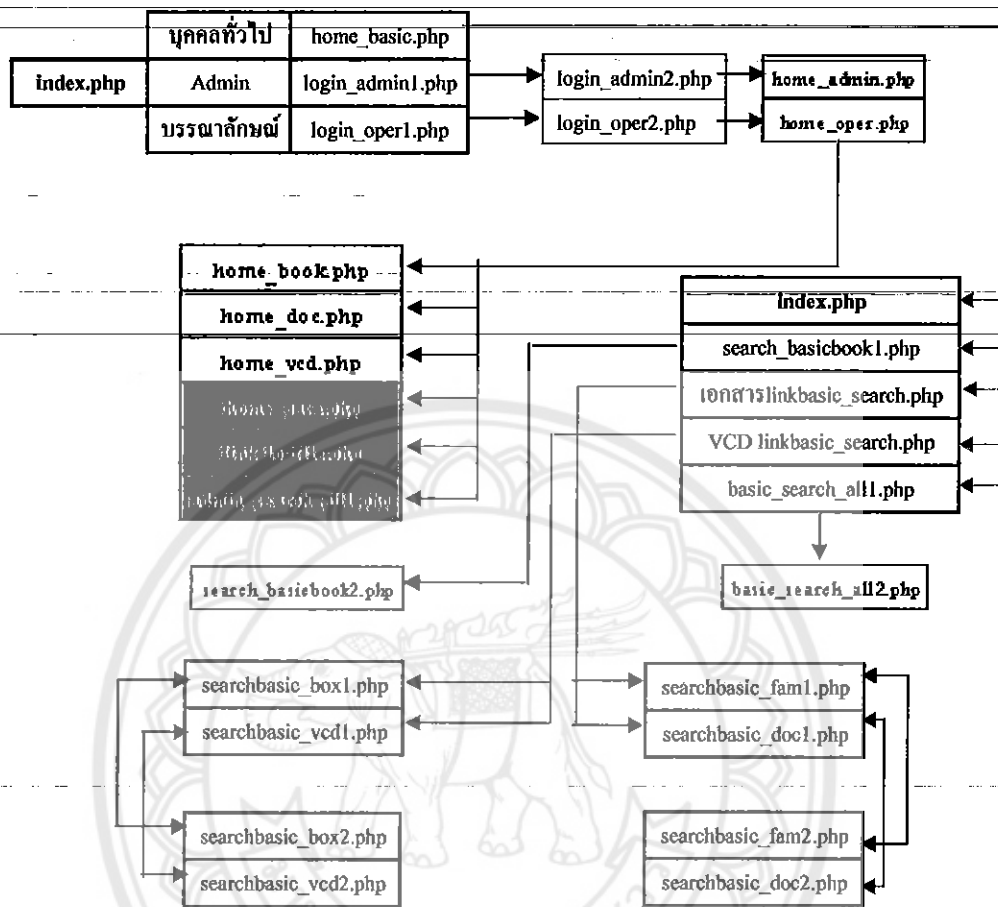 บุคคลทั่วไป home_basic.php
index.php Admin login_admin1.php login_admin2.php home_admin.php
บรรณาลักษณ์ login_oper1.php login_oper2.php home_oper.php
home_book.php
home_doc.php
home_vcd.php
index.php
search_basicbook1.php
เอกสารlinkbasic_search.php
VCD linkbasic_search.php
basic_search_all1.php
search_basicbook2.php
basic_search_all2.php
searchbasic_box1.php
searchbasic_vcd1.php
searchbasic_fam1.php
searchbasic_doc1.php
searchbasic_box2.php
searchbasic_vcd2.php
searchbasic_fam2.php
searchbasic_doc2.php